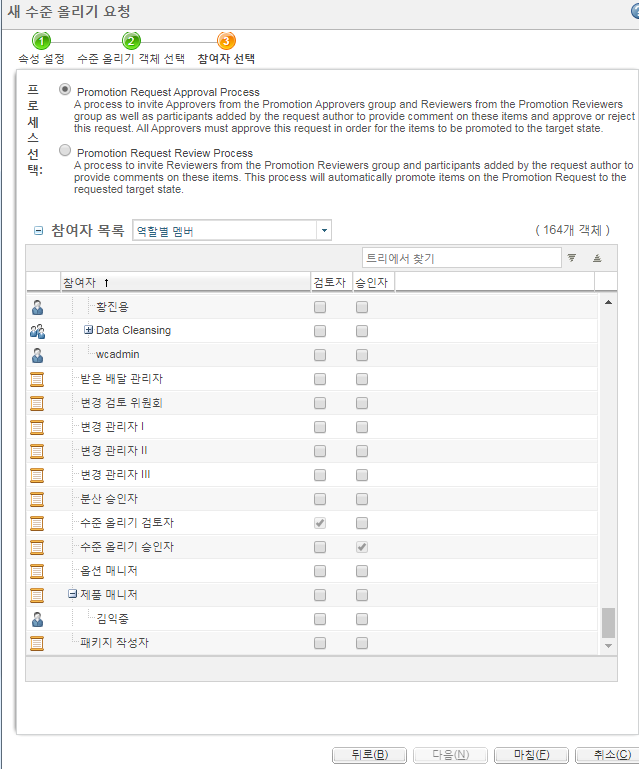 새 수준 올리기 요청
1 2 3
속성 설정 수준 올리기 객체 선택 참여자 선택
프로세스 선택:
Promotion Request Approval Process
A process to invite Approvers from the Promotion Approvers group and Reviewers from the Promotion Reviewers
group as well as participants added by the request author to provide comment on these items and approve or reject
this request. All Approvers must approve this request in order for the items to be promoted to the target state.
Promotion Request Review Process
A process to invite Reviewers from the Promotion Reviewers group and participants added by the request author to
provide comments on these items. This process will automatically promote items on the Promotion Request to the
requested target state.
참여자 목록 역할별 멤버 ( 164개 객체 )
트리에서 찾기
참여자 ↑ 검토자 승인자
황진용
Data Cleansing
wcadmin
받은 배달 관리자
변경 검토 위원회
변경 관리자 I
변경 관리자 II
변경 관리자 III
분산 승인자
수준 올리기 검토자
수준 올리기 승인자
옵션 매니저
제품 매니저
김익중
패키지 작성자
뒤로(B) 다음(N) 마침(F) 취소(C)